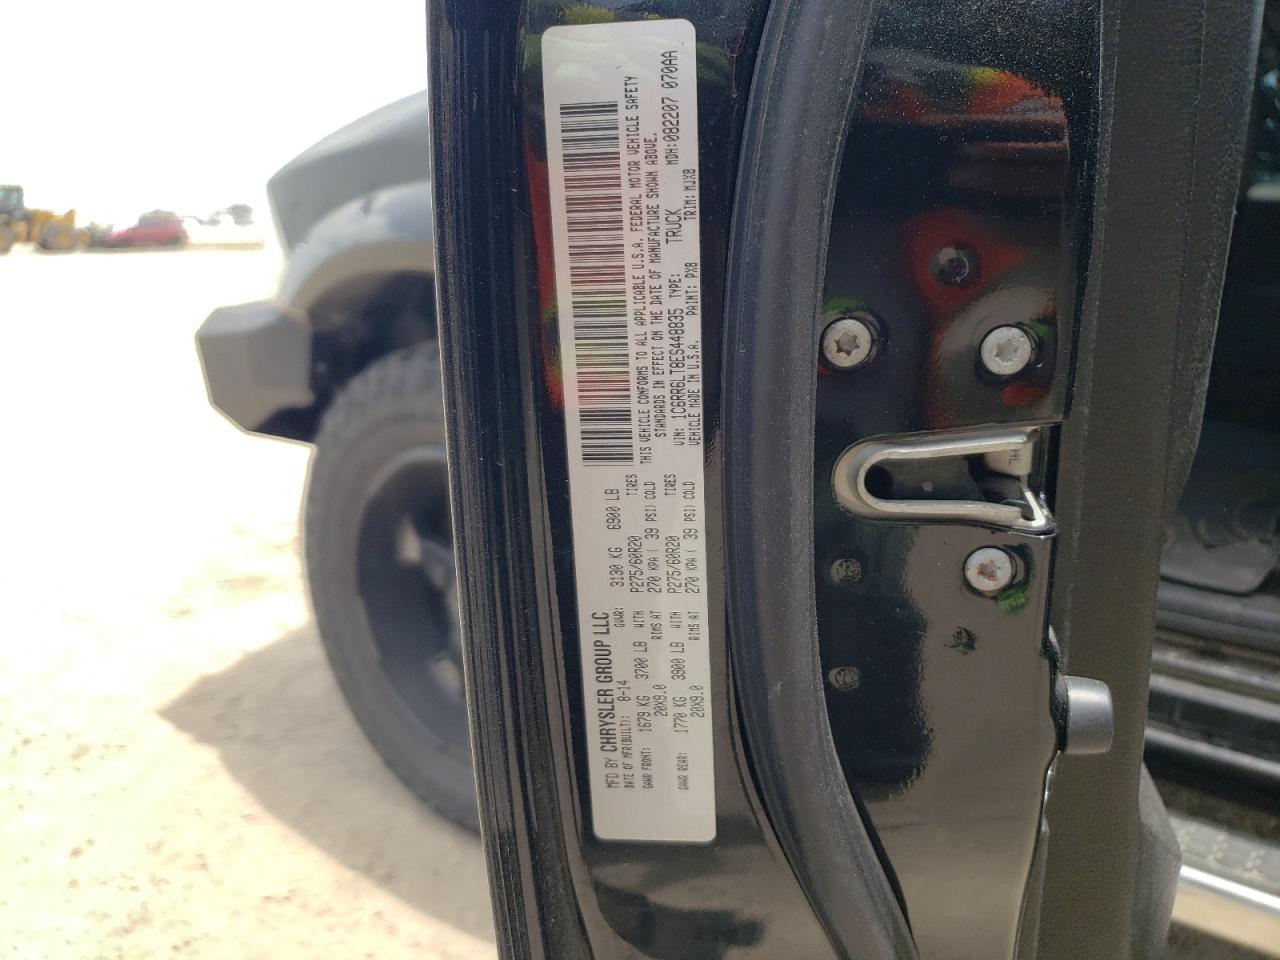 MFD BY CHRYSLER GROUP LLC
DATE OF MFR(BUILT): 8-14 GVWR: 3130 KG 6900 LB
GAWR FRONT: 1679 KG 3700 LB WITH P275/60R20 TIRES
20X9.0 RIMS AT 270 KPA( 39 PSI) COLD
GAWR REAR: 1770 KG 3900 LB WITH P275/60R20 TIRES
20X9.0 RIMS AT 270 KPA( 39 PSI) COLD
THIS VEHICLE CONFORMS TO ALL APPLICABLE U.S.A. FEDERAL MOTOR VEHICLE SAFETY
STANDARDS IN EFFECT ON THE DATE OF MANUFACTURE SHOWN ABOVE.
VIN: 1C6RR6LT8ES448835 TYPE: TRUCK MDH:082207 070AA
VEHICLE MADE IN U.S.A. PAINT: PX8 TRIM: MJX8
HL